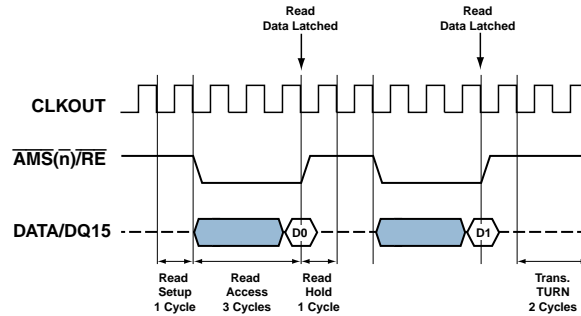 Read
Data Latched
Read
Data Latched
CLKOUT
AMS(n)/RE
DATA/DQ15
D0
D1
Read
Setup
1 Cycle
Read
Access
3 Cycles
Read
Hold
1 Cycle
Trans.
TURN
2 Cycles